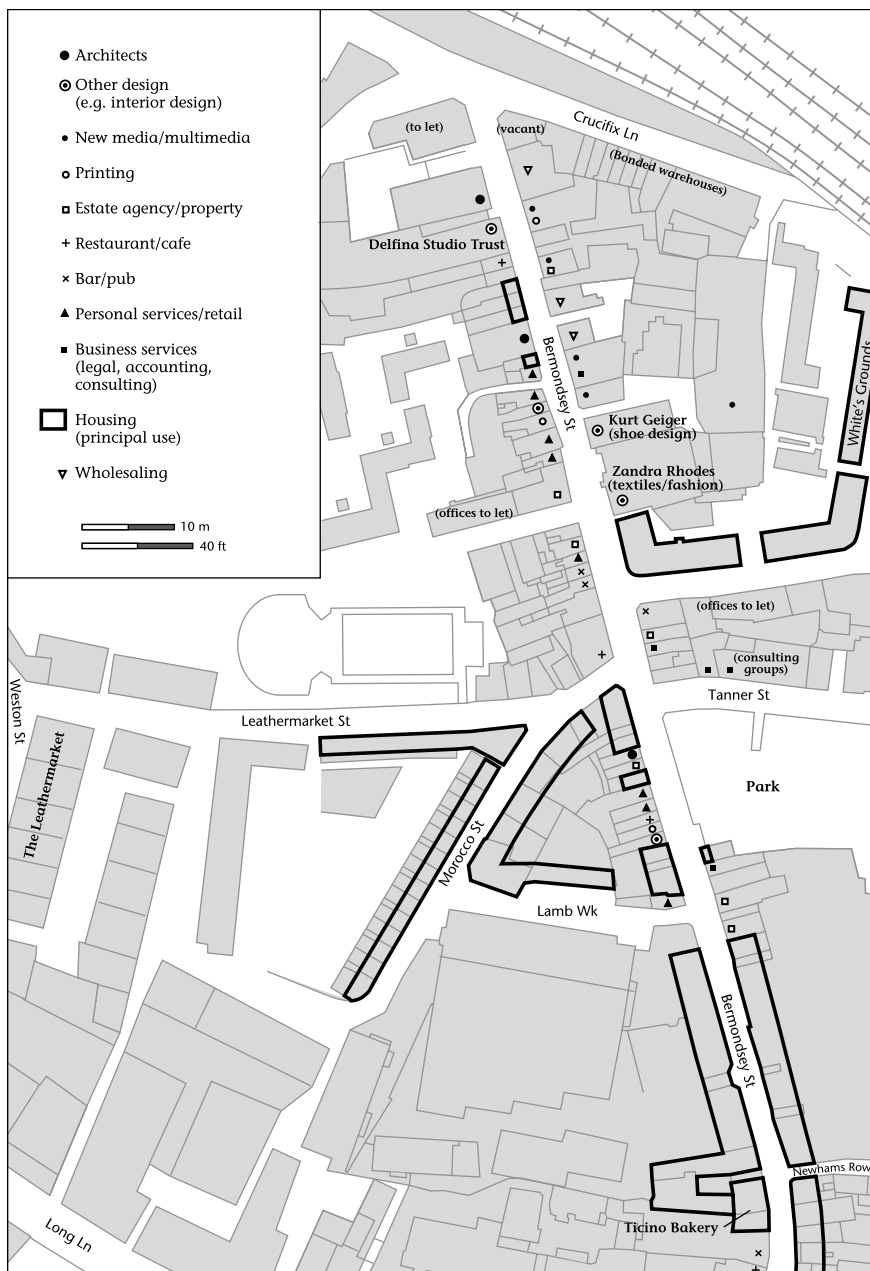 Architects
Other design
(e.g. interior design)
New media/multimedia
Printing
Estate agency/property
Restaurant/cafe
Bar/pub
Personal services/retail
Business services
(legal, accounting,
consulting)
Housing
(principal use)
Wholesaling
10 m
40 ft
(to let)
(vacant)
Crucifix Ln
(Bonded warehouses)
Delfina Studio Trust
Bermondsey St
White's Grounds
Kurt Geiger
(shoe design)
Zandra Rhodes
(textiles/fashion)
(offices to let)
(offices to let)
(consulting
groups)
Tanner St
Weston St
Leathermarket St
The Leathermarket
Park
Morocco St
Lamb Wk
Bermondsey St
Newhams Row
Ticino Bakery
Long Ln